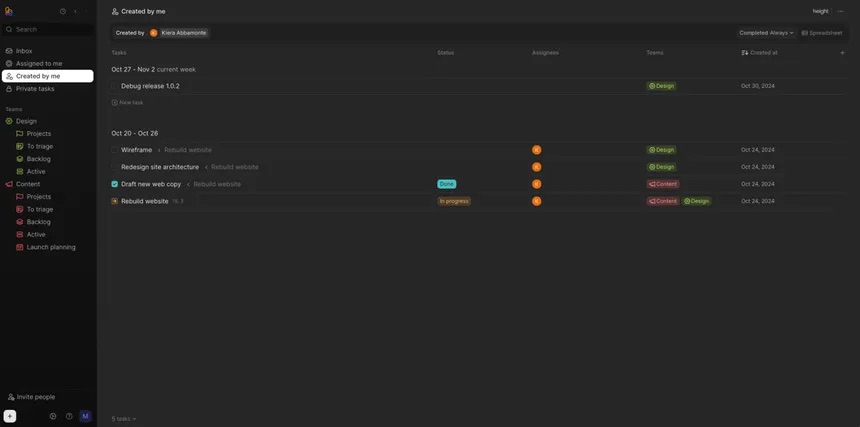 Created by me
height
Search
Created by K Kiera Abbamonte
Completed Always
Spreadsheet
Inbox
Assigned to me
Created by me
Private tasks
Teams
Design
Projects
To triage
Backlog
Active
Content
Projects
To triage
Backlog
Active
Launch planning
Invite people
M
Tasks Status Assignees Teams Created at
Oct 27 - Nov 2 current week
Debug release 1.0.2 Design Oct 30, 2024
New task
Oct 20 - Oct 26
Wireframe < Rebuild website K Design Oct 24, 2024
Redesign site architecture < Rebuild website K Design Oct 24, 2024
Draft new web copy < Rebuild website Done K Content Oct 24, 2024
Rebuild website In progress K Content Design Oct 24, 2024
5 tasks